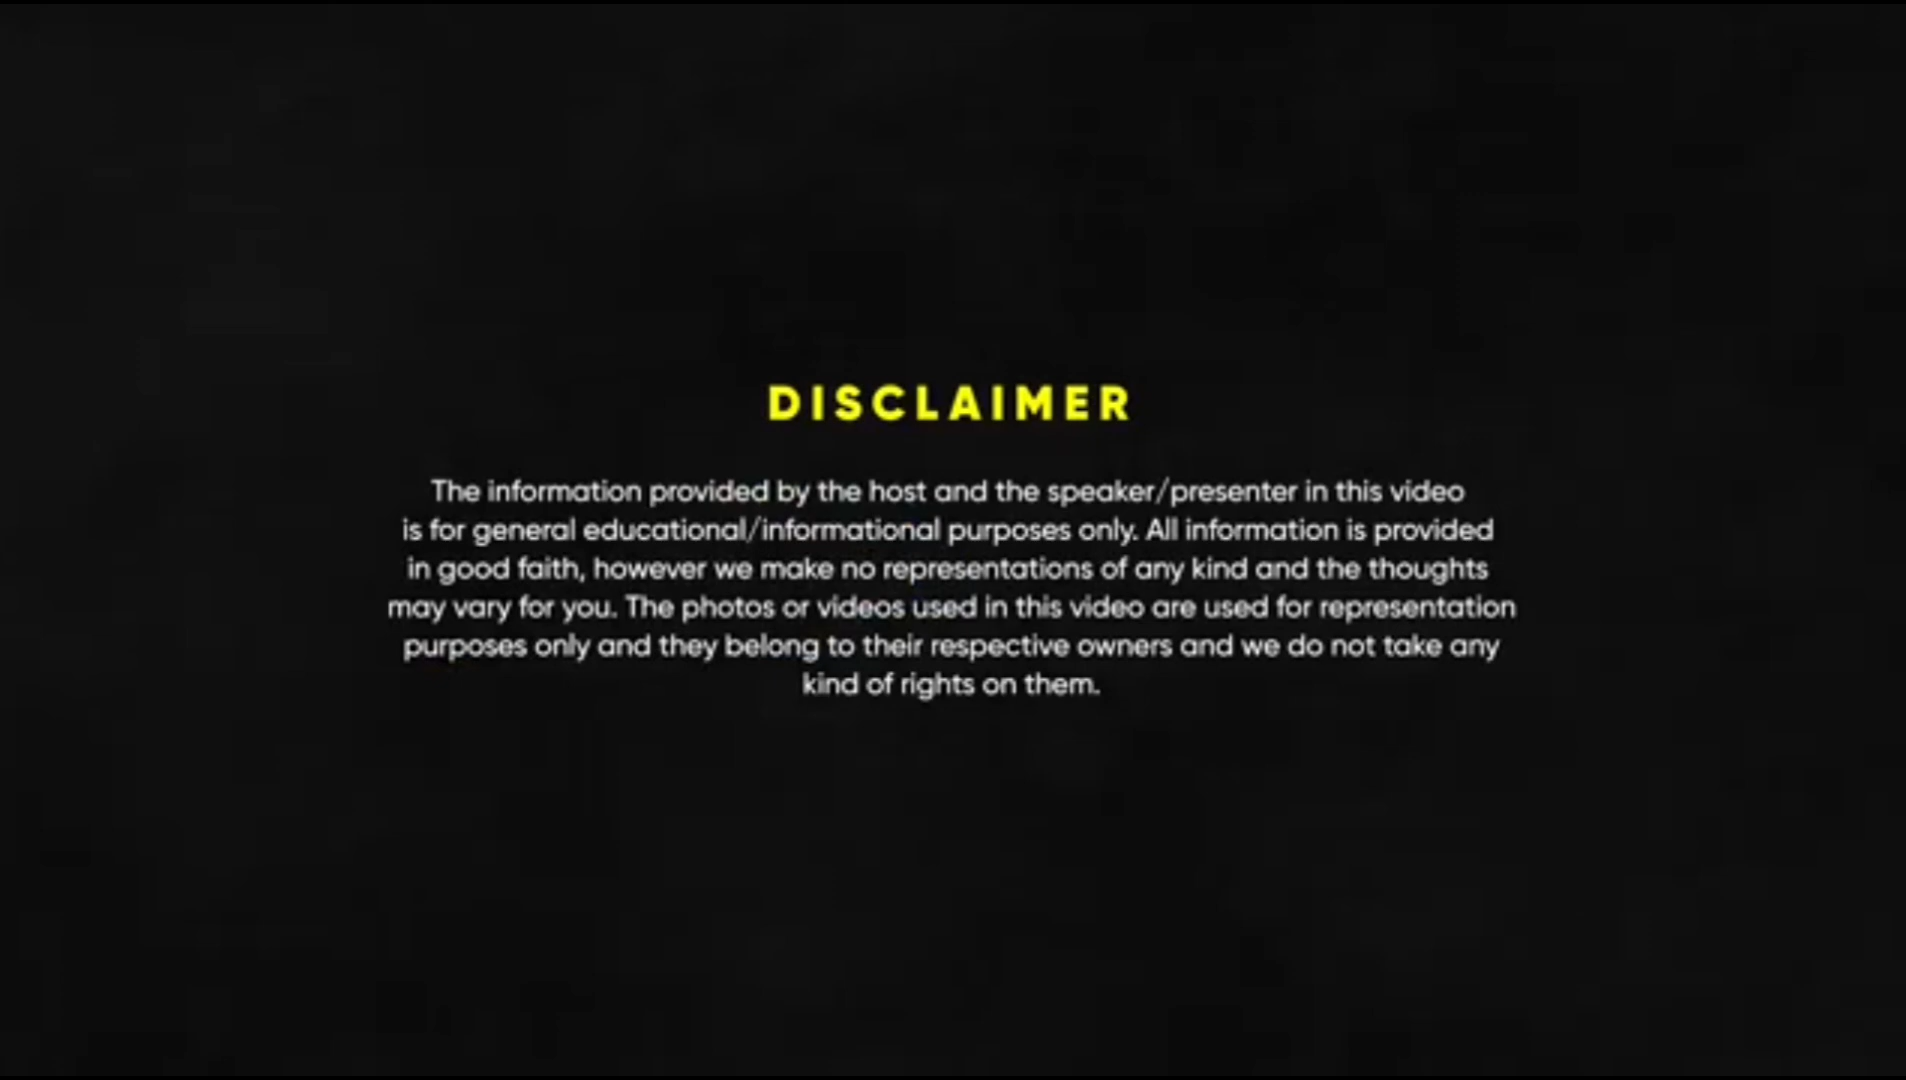 DISCLAIMER
The information provided by the host and the speaker/presenter in this video
is for general educational/informational purposes only. All information is provided
in good faith, however we make no representations of any kind and the thoughts
may vary for you. The photos or videos used in this video are used for representation
purposes only and they belong to their respective owners and we do not take any
kind of rights on them.